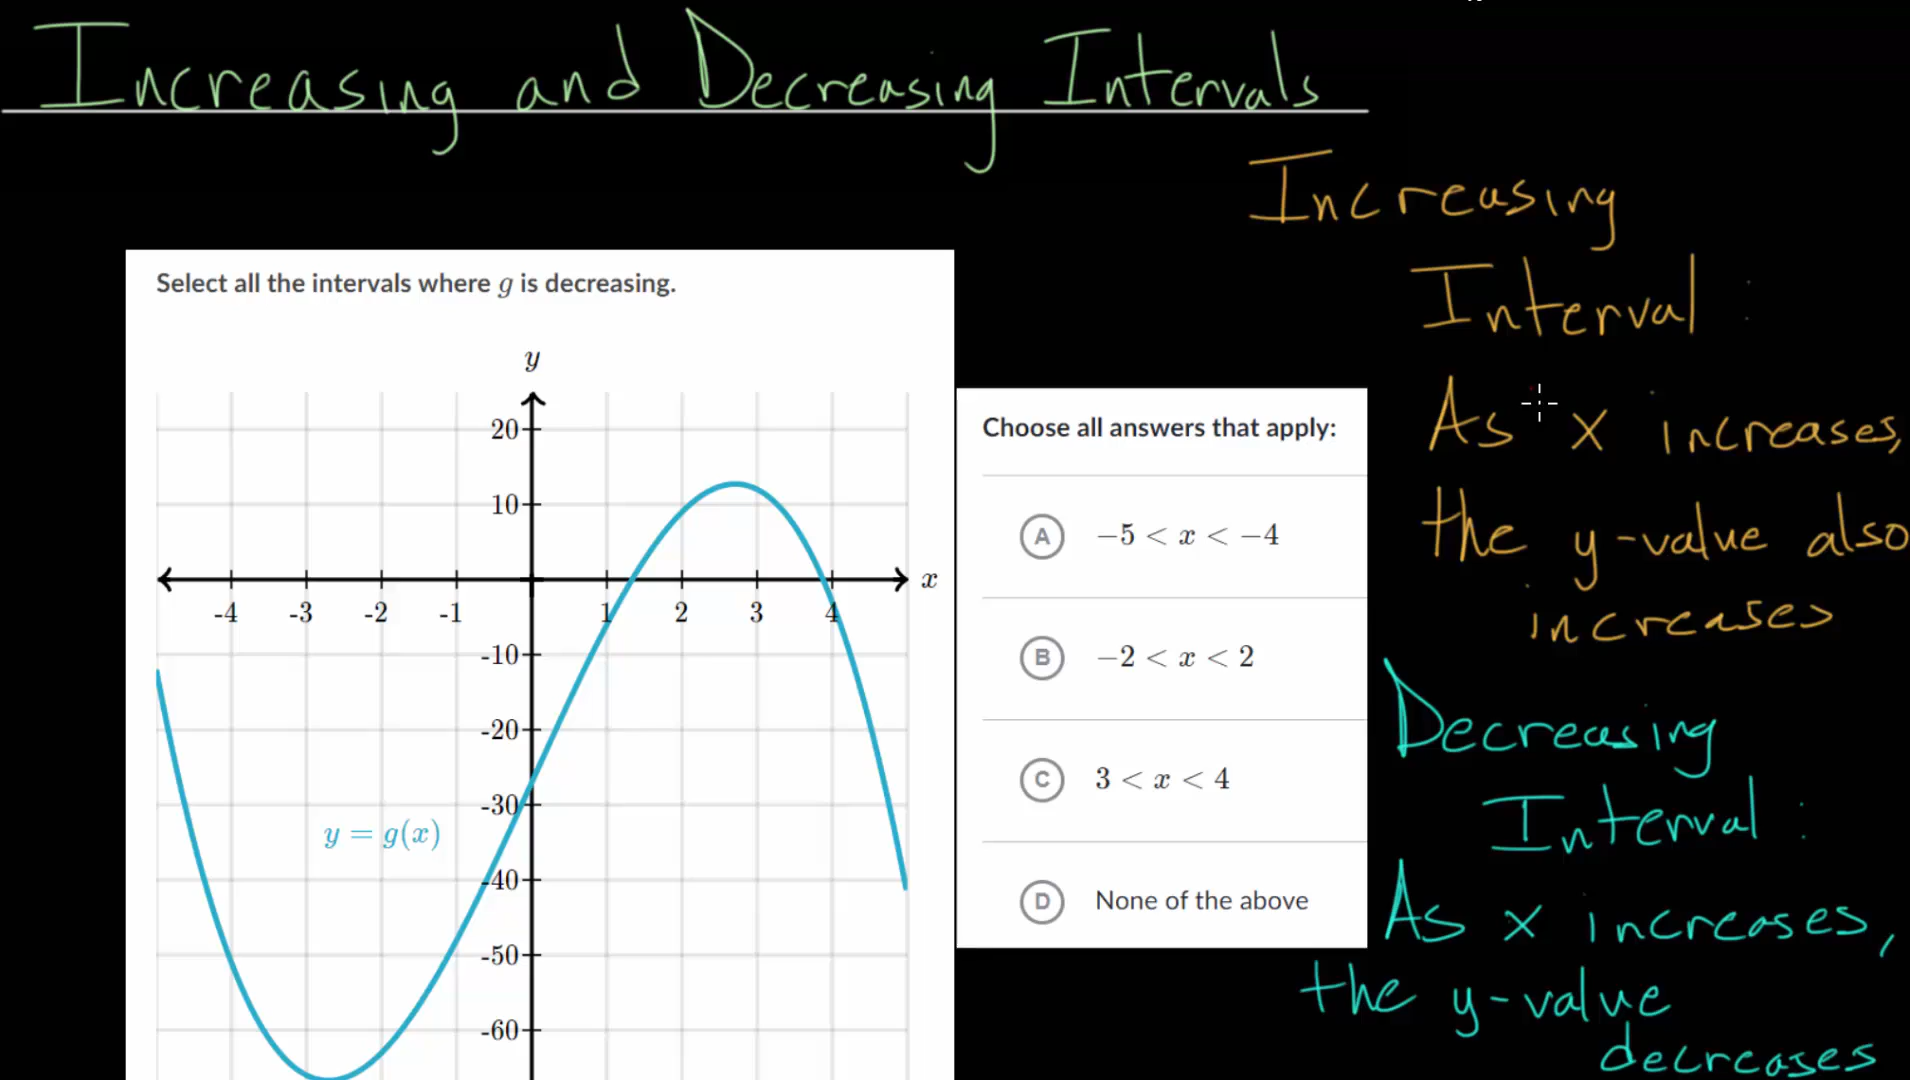 Increasing and Decreasing Intervals
Increasing
Interval :
As x increases,
the y-value also
increases
Decreasing
Interval :
As x increases,
the y-value
decreases
Select all the intervals where g is decreasing.
y
20
10
x
-4 -3 -2 -1 1 2 3 4
-10
-20
-30
y = g(x)
-40
-50
-60
Choose all answers that apply:
A −5 < x < −4
B −2 < x < 2
C 3 < x < 4
D None of the above